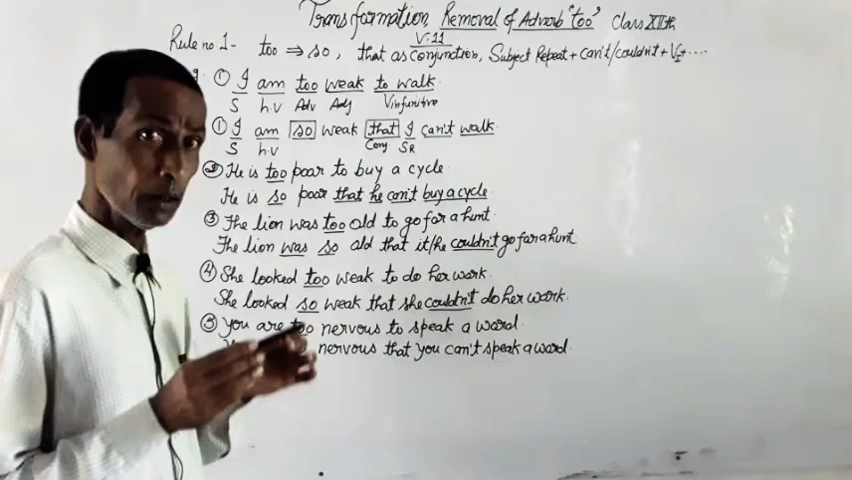 Transformation Removal of Adverb "too" Class XIIth
V.11
Rule no 1- too ⇒ so, that as conjunction, Subject Repeat + can't/couldn't + V1 + ....
① I am too weak to walk
S h.v Adv Adj Vinfinitive
① I am so weak that I can't walk
S h.v Conj SR
② He is too poor to buy a cycle
He is so poor that he can't buy a cycle
③ The lion was too old to go for a hunt
The lion was so old that it/he couldn't go for a hunt
④ She looked too weak to do her work.
She looked so weak that she couldn't do her work.
⑤ You are too nervous to speak a word.
nervous that you can't speak a word